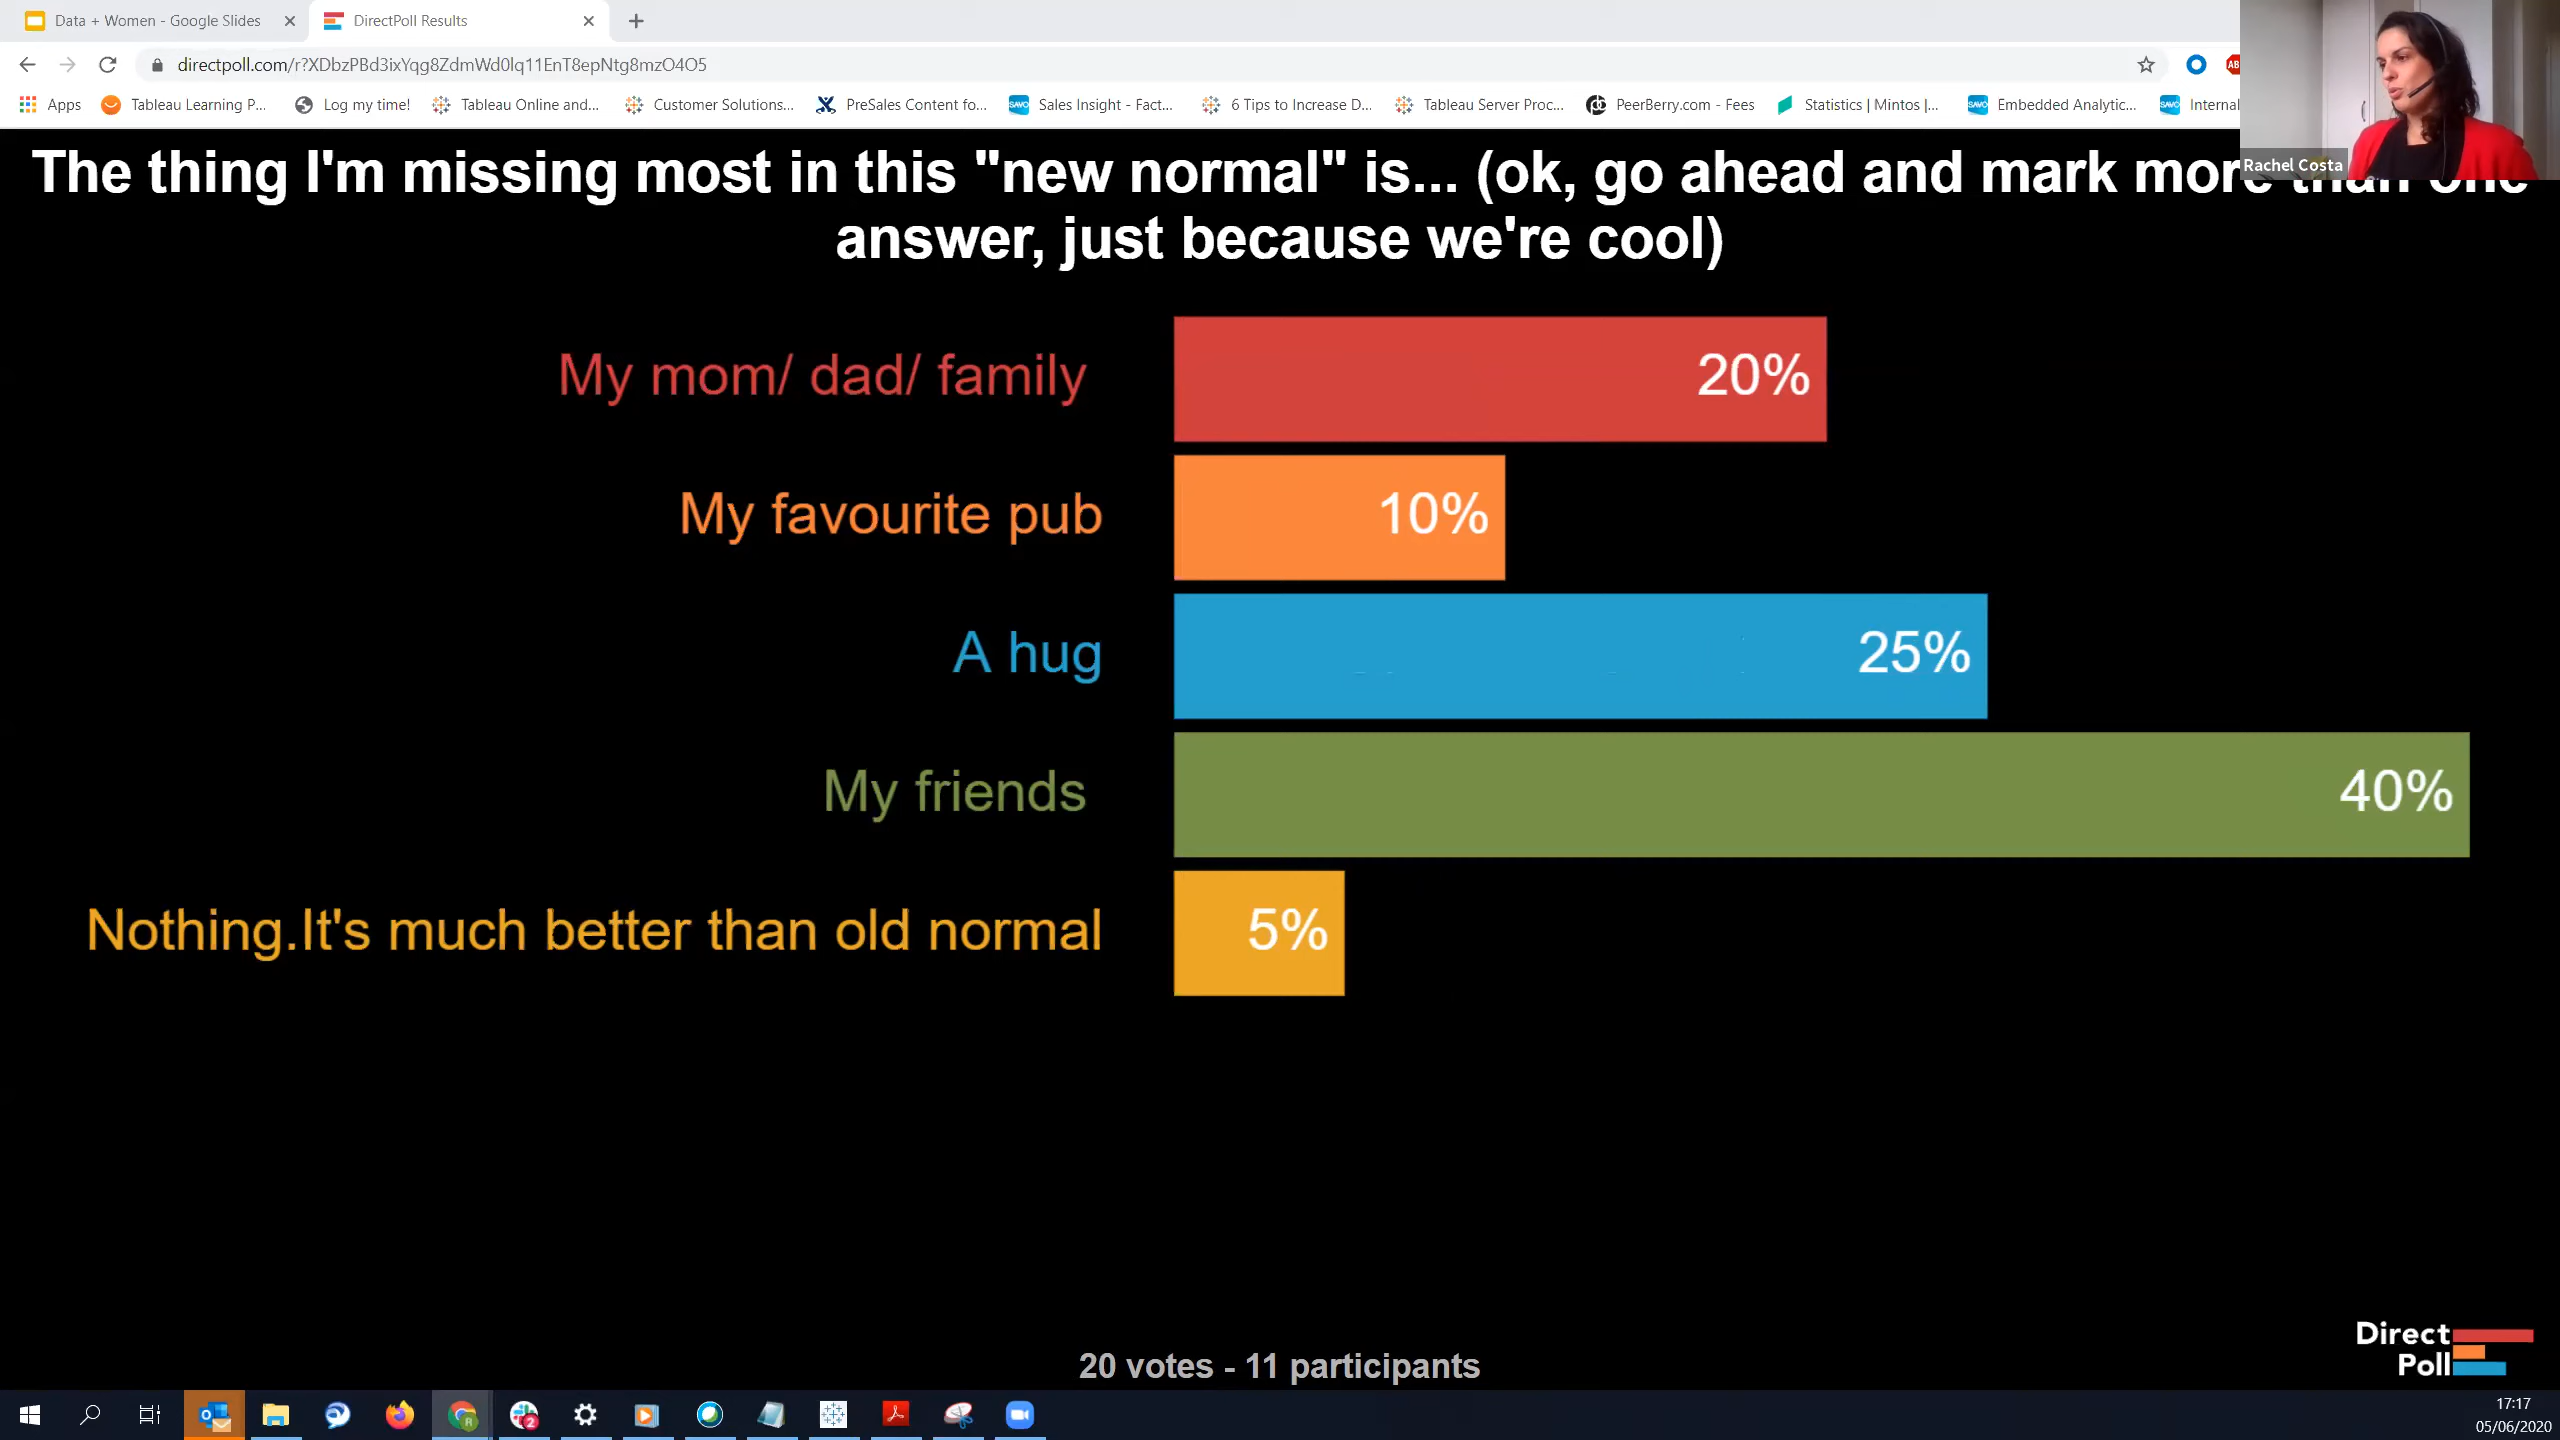 Data + Women - Google Slides
DirectPoll Results
directpoll.com/r?XDbzPBd3ixYqg8ZdmWd0lq11EnT8epNtg8mzO4O5
Apps Tableau Learning P... Log my time! Tableau Online and... Customer Solutions... PreSales Content fo... Sales Insight - Fact... 6 Tips to Increase D... Tableau Server Proc... PeerBerry.com - Fees Statistics | Mintos |... Embedded Analytic... Internal
Rachel Costa
The thing I'm missing most in this "new normal" is... (ok, go ahead and mark more than one
answer, just because we're cool)
My mom/ dad/ family 20%
My favourite pub 10%
A hug 25%
My friends 40%
Nothing.It's much better than old normal 5%
Direct
Poll
20 votes - 11 participants
17:17
05/06/2020